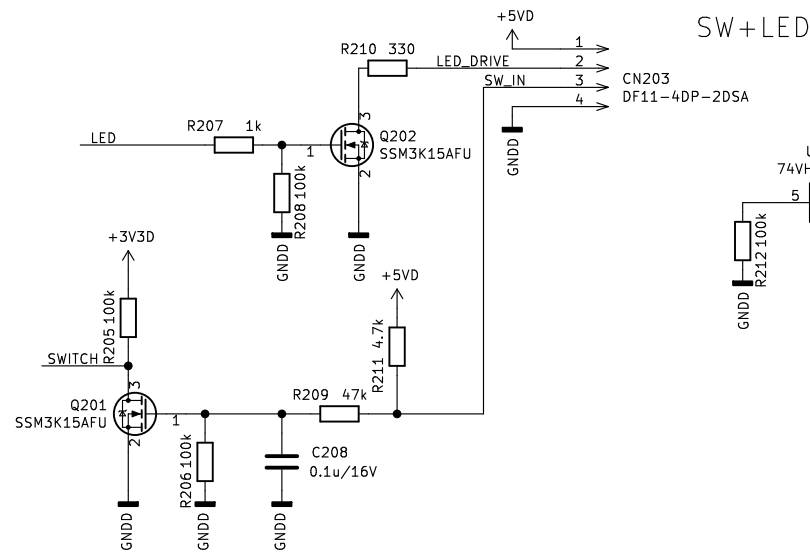 +5VD
SW+LED
R210 330
1
LED_DRIVE
2
SW_IN
3
CN203
4
DF11-4DP-2DSA
R207 1k
3
LED
Q202
SSM3K15AFU
1
2
GNDD
R208 100k
74VH
5
R212 100k
GNDD
GNDD
GNDD
+3V3D
+5VD
R205 100k
R211 4.7k
SWITCH
3
R209 47k
Q201
SSM3K15AFU
1
2
R206 100k
C208
0.1u/16V
GNDD
GNDD
GNDD